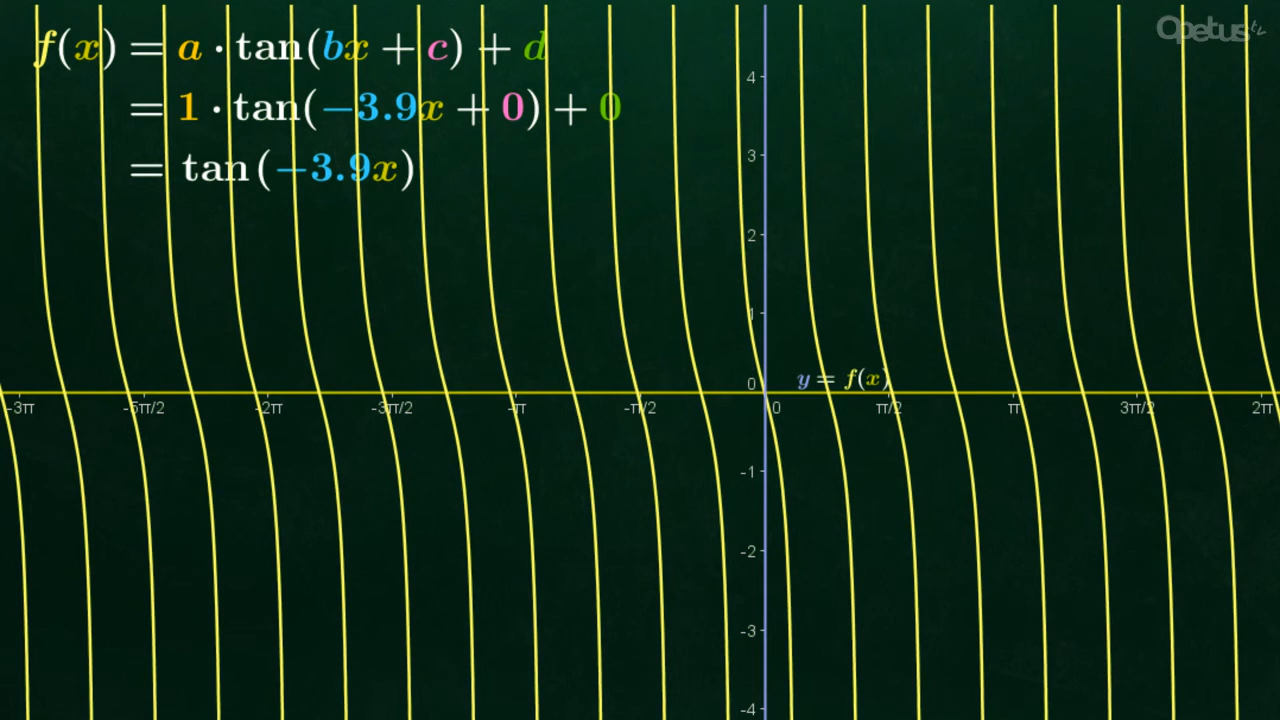 Opetus tv
f(x) = a · tan(bx + c) + d
= 1 · tan(−3.9x + 0) + 0
= tan(−3.9x)
4
3
2
1
0
y = f(x)
-3π -5π/2 -2π -3π/2 -π -π/2 0 π/2 π 3π/2 2π
-1
-2
-3
-4